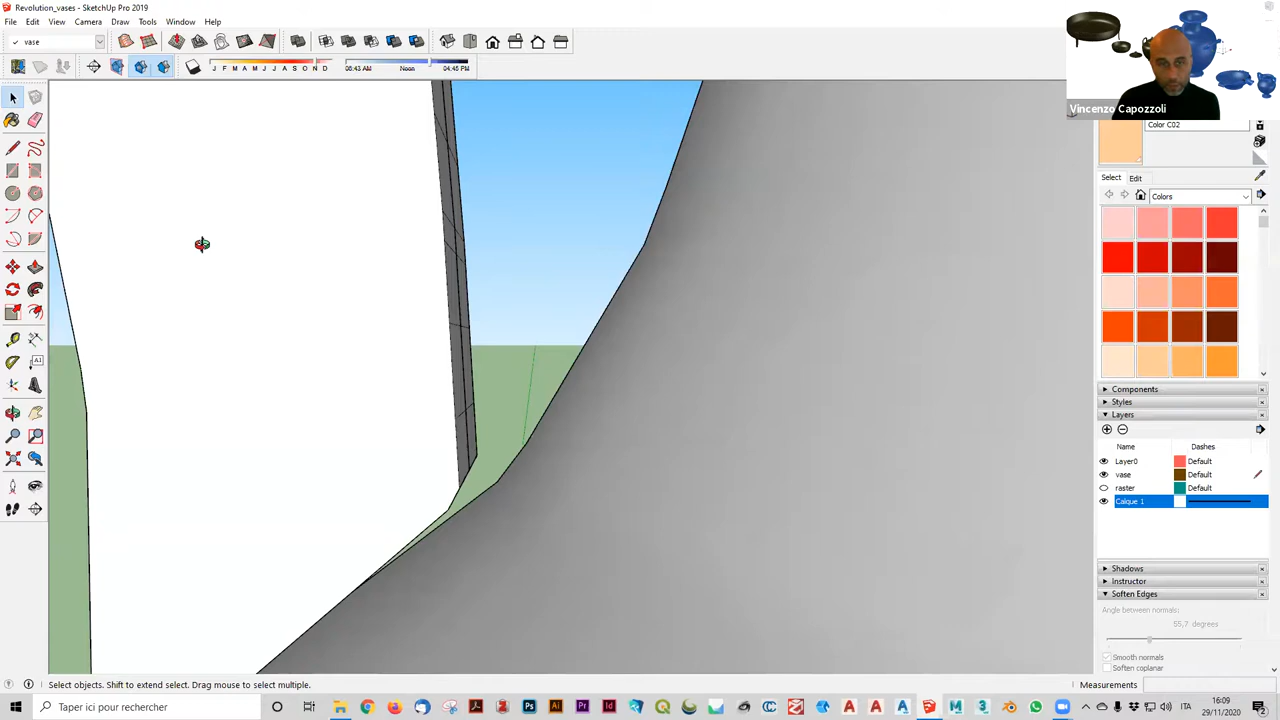 Revolution_vases - SketchUp Pro 2019
File Edit View Camera Draw Tools Window Help
vase
J F M A M J J A S O N D
06:43 AM Noon 04:45 PM
Vincenzo Capozzoli
Color C02
Select Edit
Colors
Components
Styles
Layers
Name Dashes
Layer0 Default
vase Default
raster Default
Calque 1
Shadows
Instructor
Soften Edges
Angle between normals:
55,7 degrees
Smooth normals
Soften coplanar
Select objects. Shift to extend select. Drag mouse to select multiple.
Measurements
Taper ici pour rechercher
ITA
16:09
29/11/2020